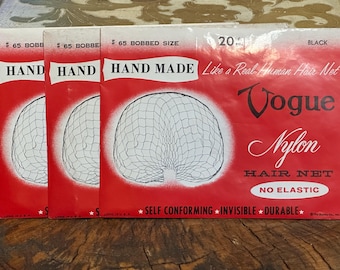 # 65 BOBBED
HAND
# 65 BOBBED
HAND
# 65 BOBBED SIZE
20¢
BLACK
HAND MADE
Like a Real Human Hair Net
Vogue
Nylon
HAIR NET
NO ELASTIC
★ SELF CONFORMING ★ INVISIBLE ★ DURABLE ★